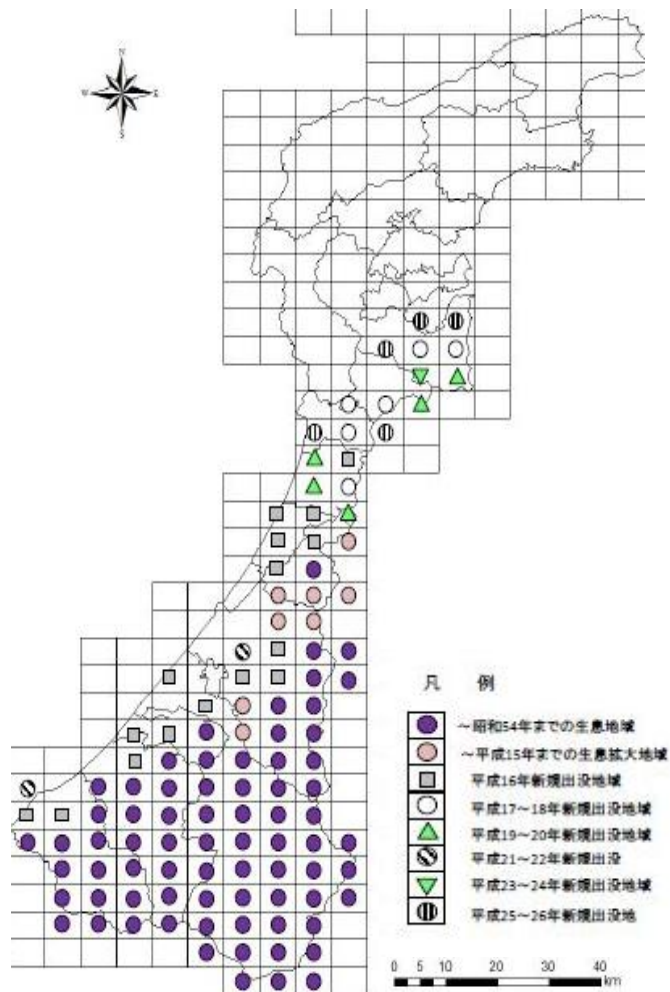 N
W E
S
凡 例
～昭和54年までの生息地域
～平成15年までの生息拡大地域
平成16年新規出没地域
平成17～18年新規出没地域
平成19～20年新規出没地域
平成21～22年新規出没
平成23～24年新規出没地域
平成25～26年新規出没地
0 5 10 20 30 40
km